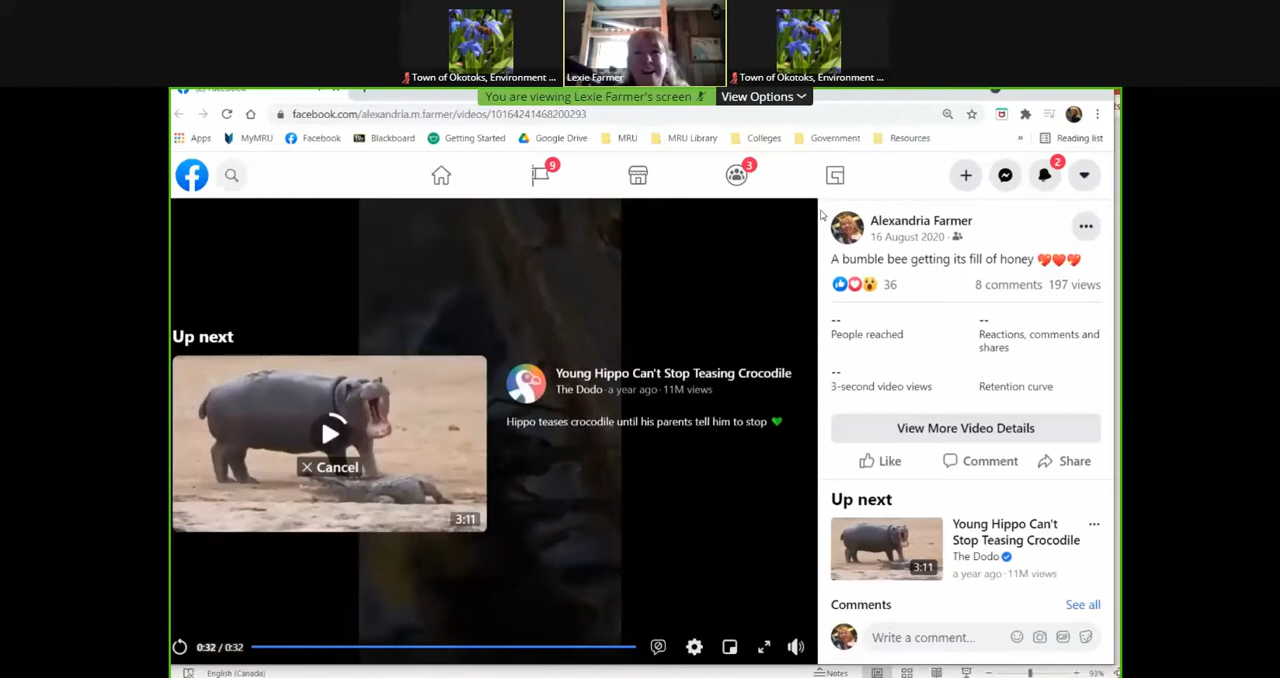 Town of Okotoks, Environment ...
Lexie Farmer
Town of Okotoks, Environment ...
You are viewing Lexie Farmer's screen
View Options
facebook.com/alexandria.m.farmer/videos/10164241468200293
Apps MyMRU Facebook Bb Blackboard Getting Started Google Drive MRU MRU Library Colleges Government Resources » Reading list
9
3
2
Alexandria Farmer
16 August 2020
A bumble bee getting its fill of honey
36 8 comments 197 views
-- --
People reached Reactions, comments and
shares
--
3-second video views Retention curve
View More Video Details
Like Comment Share
Up next
Young Hippo Can't
Stop Teasing Crocodile
The Dodo
a year ago · 11M views
3:11
Comments See all
Write a comment...
GIF
Up next
Young Hippo Can't Stop Teasing Crocodile
The Dodo · a year ago · 11M views
Hippo teases crocodile until his parents tell him to stop
Cancel
3:11
0:32 / 0:32
English (Canada) Notes 93%